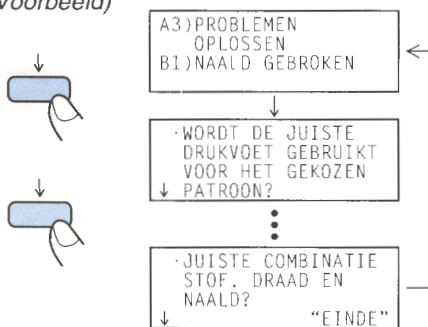 Voorbeeld)
A3)PROBLEMEN
OPLOSSEN
B1)NAALD GEBROKEN
·WORDT DE JUISTE
DRUKVOET GEBRUIKT
VOOR HET GEKOZEN
↓ PATROON?
·JUISTE COMBINATIE
STOF, DRAAD EN
NAALD?
↓ "EINDE"